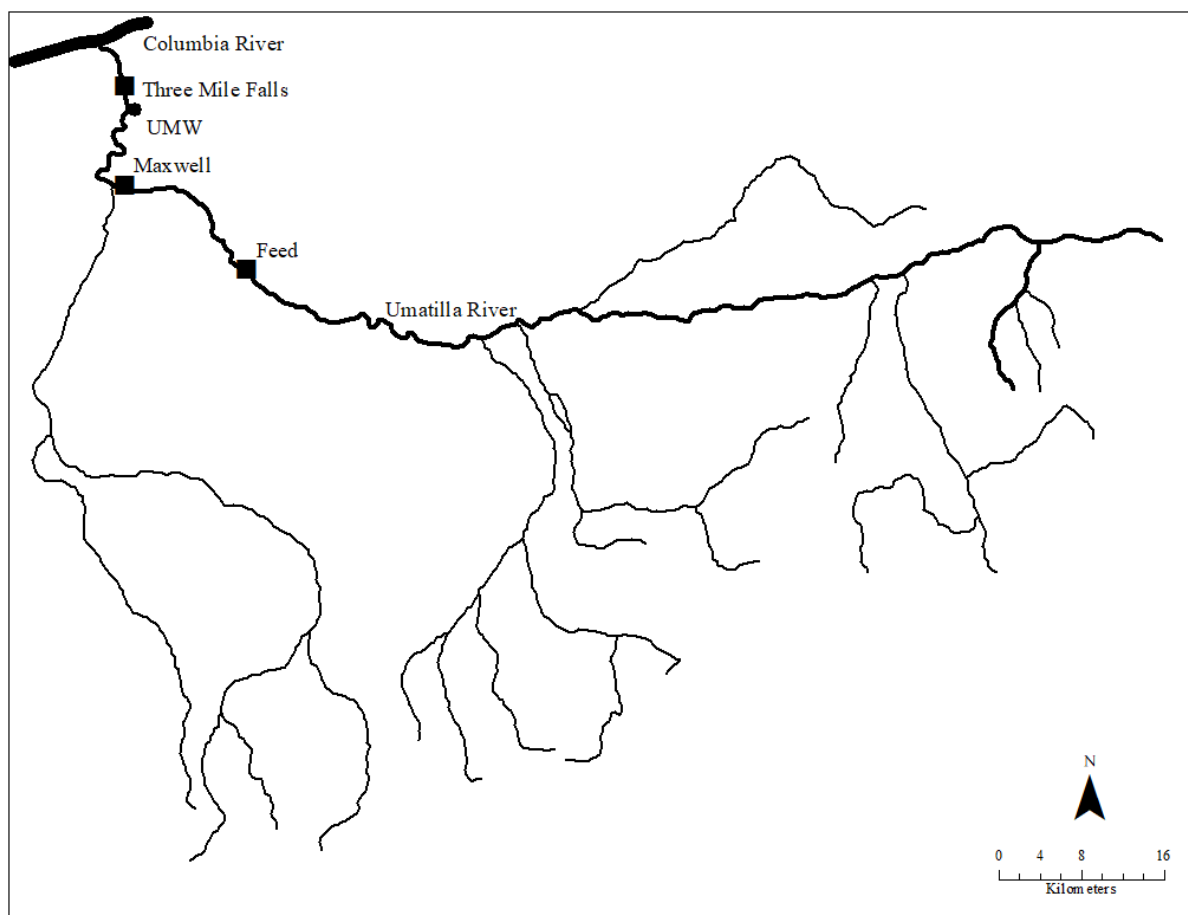 Columbia River
Three Mile Falls
UMW
Maxwell
Feed
Umatilla River
N
0 4 8 16
Kilometers